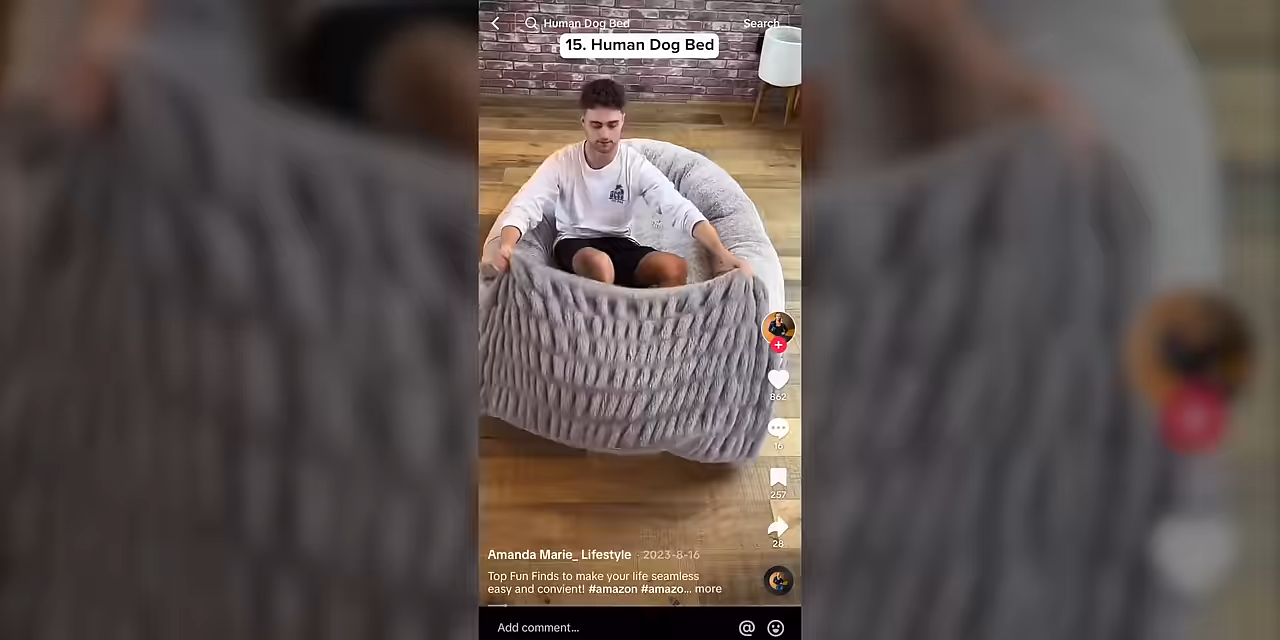 Human Dog Bed
Search
15. Human Dog Bed
862
16
257
28
Amanda Marie_ Lifestyle · 2023-8-16
Top Fun Finds to make your life seamless
easy and convient! #amazon #amazo... more
Add comment...
@